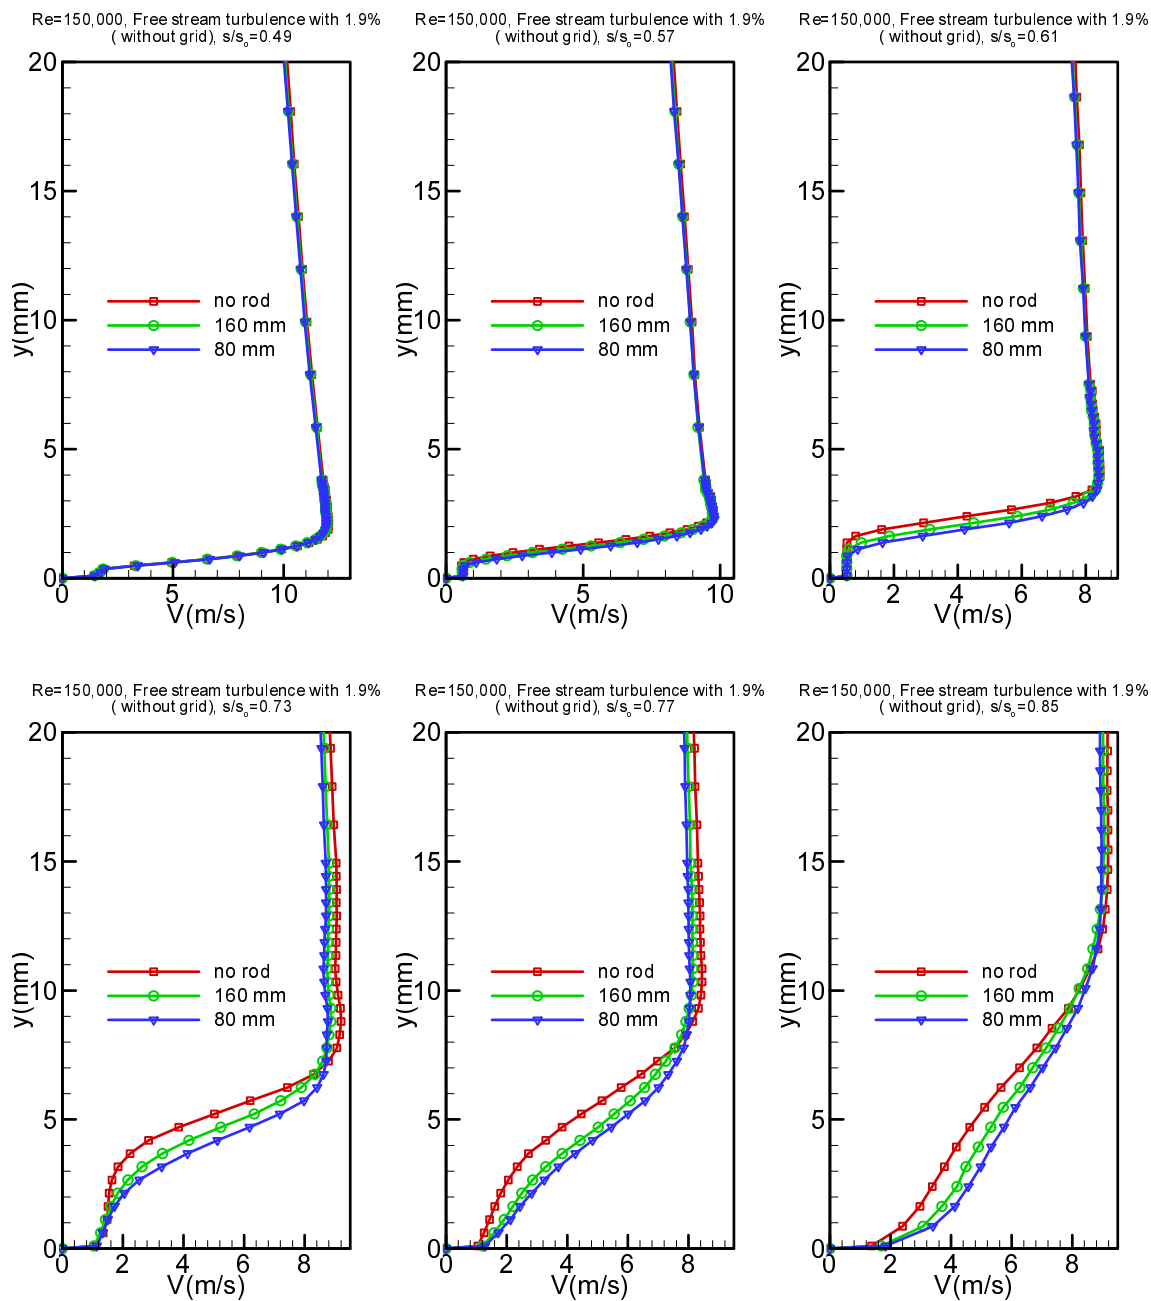 Re=150,000, Free stream turbulence with 1.9%
( without grid), s/sₒ=0.49
20
15
10
5
0
y(mm)
no rod
160 mm
80 mm
0 5 10
V(m/s)
Re=150,000, Free stream turbulence with 1.9%
( without grid), s/sₒ=0.57
20
15
10
5
0
y(mm)
no rod
160 mm
80 mm
0 5 10
V(m/s)
Re=150,000, Free stream turbulence with 1.9%
( without grid), s/sₒ=0.61
20
15
10
5
0
y(mm)
no rod
160 mm
80 mm
0 2 4 6 8
V(m/s)
Re=150,000, Free stream turbulence with 1.9%
( without grid), s/sₒ=0.73
20
15
10
5
0
y(mm)
no rod
160 mm
80 mm
0 2 4 6 8
V(m/s)
Re=150,000, Free stream turbulence with 1.9%
( without grid), s/sₒ=0.77
20
15
10
5
0
y(mm)
no rod
160 mm
80 mm
0 2 4 6 8
V(m/s)
Re=150,000, Free stream turbulence with 1.9%
( without grid), s/sₒ=0.85
20
15
10
5
0
y(mm)
no rod
160 mm
80 mm
0 2 4 6 8
V(m/s)